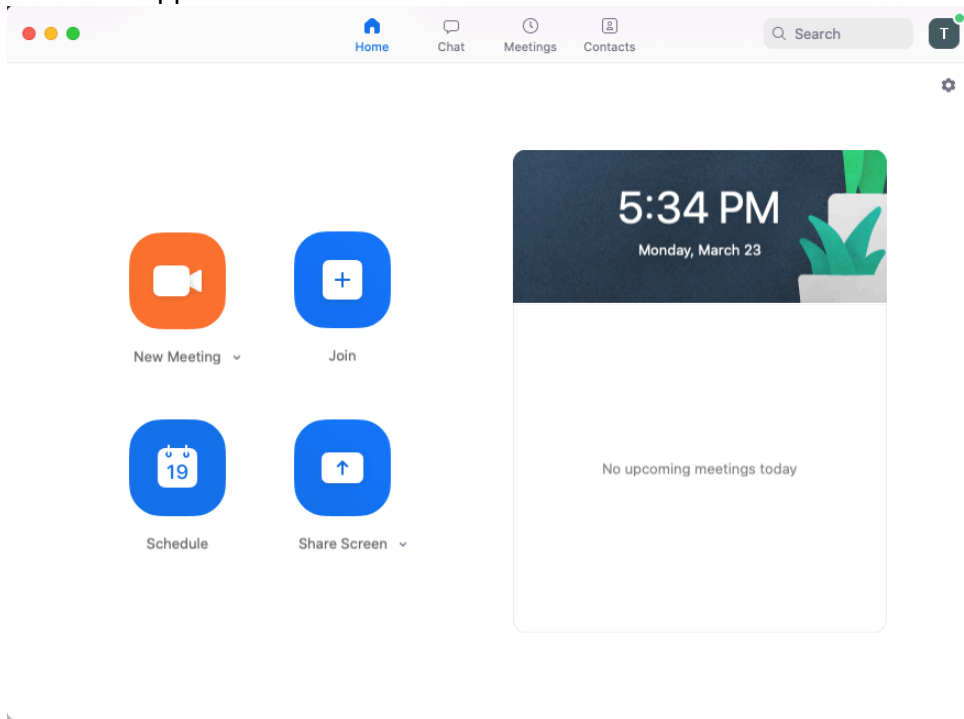 Home
Chat
Meetings
Contacts
Search
T
5:34 PM
Monday, March 23
New Meeting
Join
19
Schedule
Share Screen
No upcoming meetings today